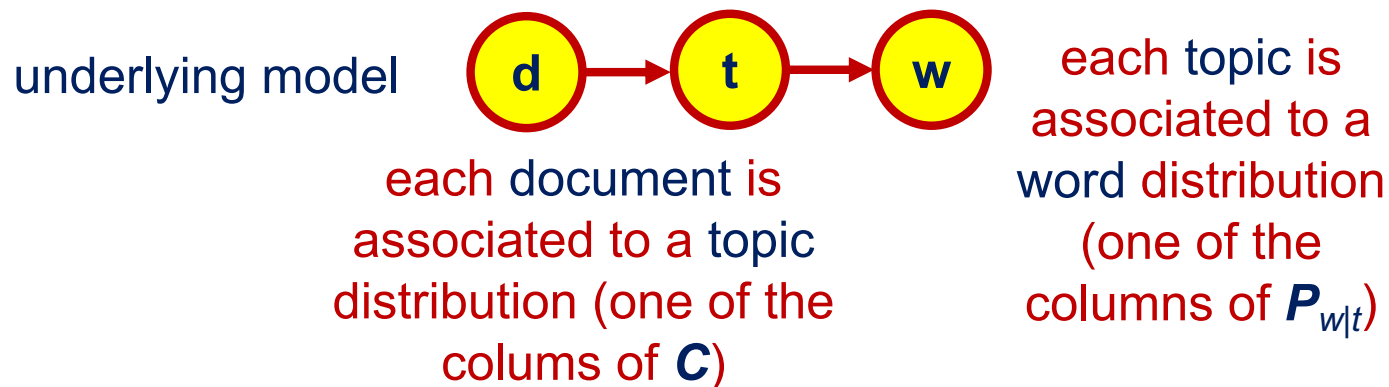 underlying model
d
t
w
each document is
associated to a topic
distribution (one of the
colums of C)
each topic is
associated to a
word distribution
(one of the
columns of P_{w|t})